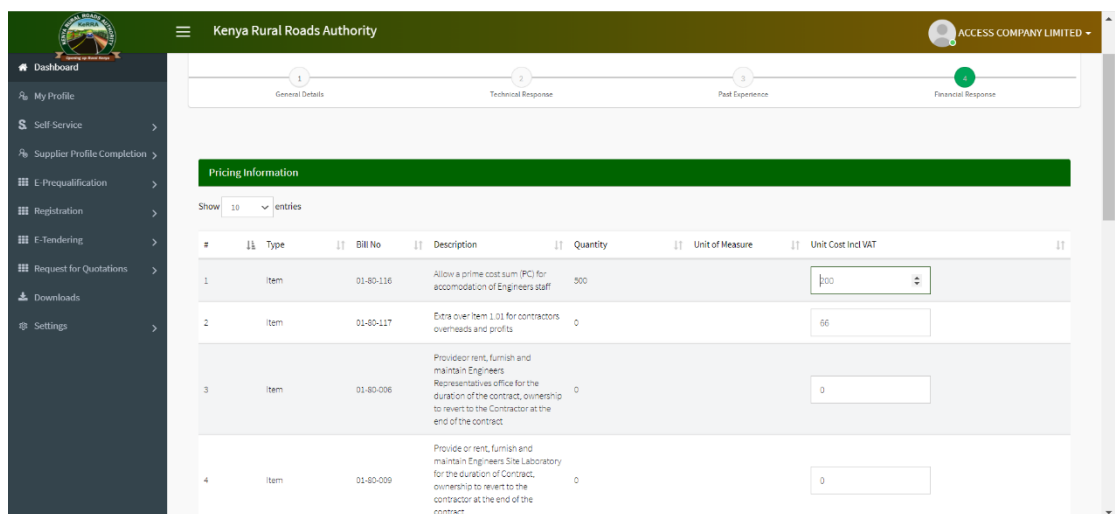 KENYA RURAL ROADS AUTHORITY
KeRRA
Kenya Rural Roads Authority
ACCESS COMPANY LIMITED
Dashboard
My Profile
Self-Service
Supplier Profile Completion
E-Prequalification
Registration
E-Tendering
Request for Quotations
Downloads
Settings
1
General Details
2
Technical Response
3
Past Experience
4
Financial Response
Pricing Information
Show 10 entries
# Type Bill No Description Quantity Unit of Measure Unit Cost Incl VAT
1 Item 01-80-116 Allow a prime cost sum (PC) for
accomodation of Engineers staff 500 200
2 Item 01-80-117 Extra over item 1.01 for contractors
overheads and profits 0 66
3 Item 01-80-006 Provideor rent, furnish and
maintain Engineers
Representatives office for the
duration of the contract, ownership
to revert to the Contractor at the
end of the contract 0 0
4 Item 01-80-009 Provide or rent, furnish and
maintain Engineers Site Laboratory
for the duration of Contract,
ownership to revert to the
contractor at the end of the
contract 0 0